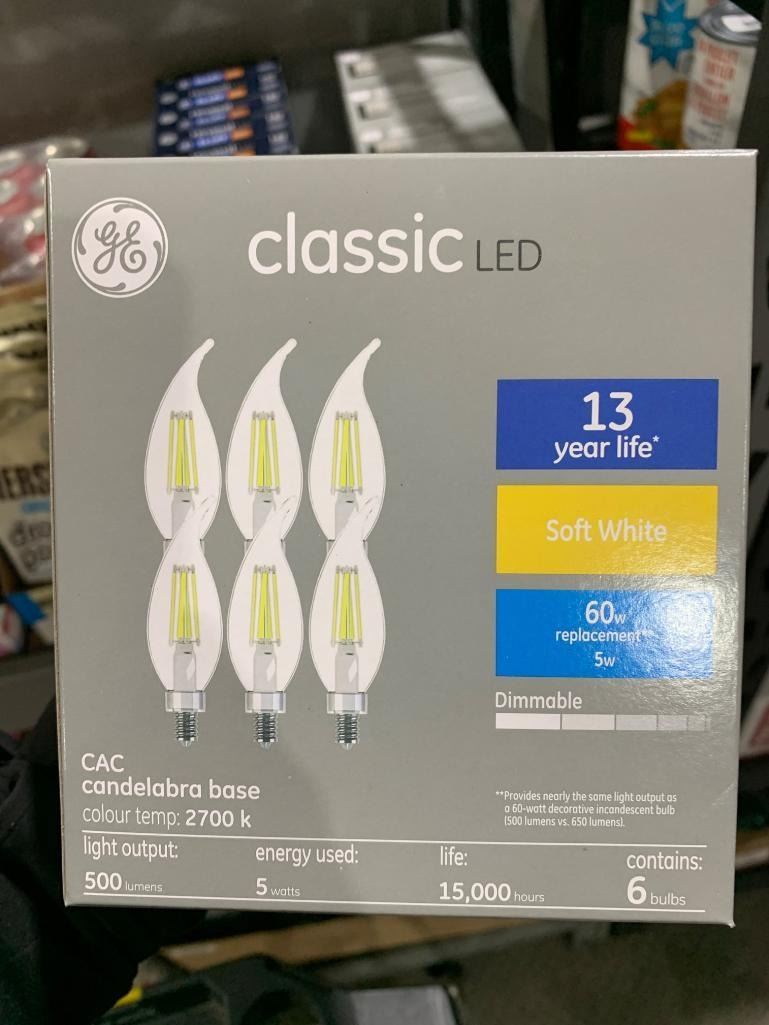 GE
classic LED
13
year life*
Soft White
60w
replacement**
5w
Dimmable
CAC
candelabra base
colour temp: 2700 k
**Provides nearly the same light output as
a 60-watt decorative incandescent bulb
(500 lumens vs. 650 lumens).
light output:
500 lumens
energy used:
5 watts
life:
15,000 hours
contains:
6 bulbs